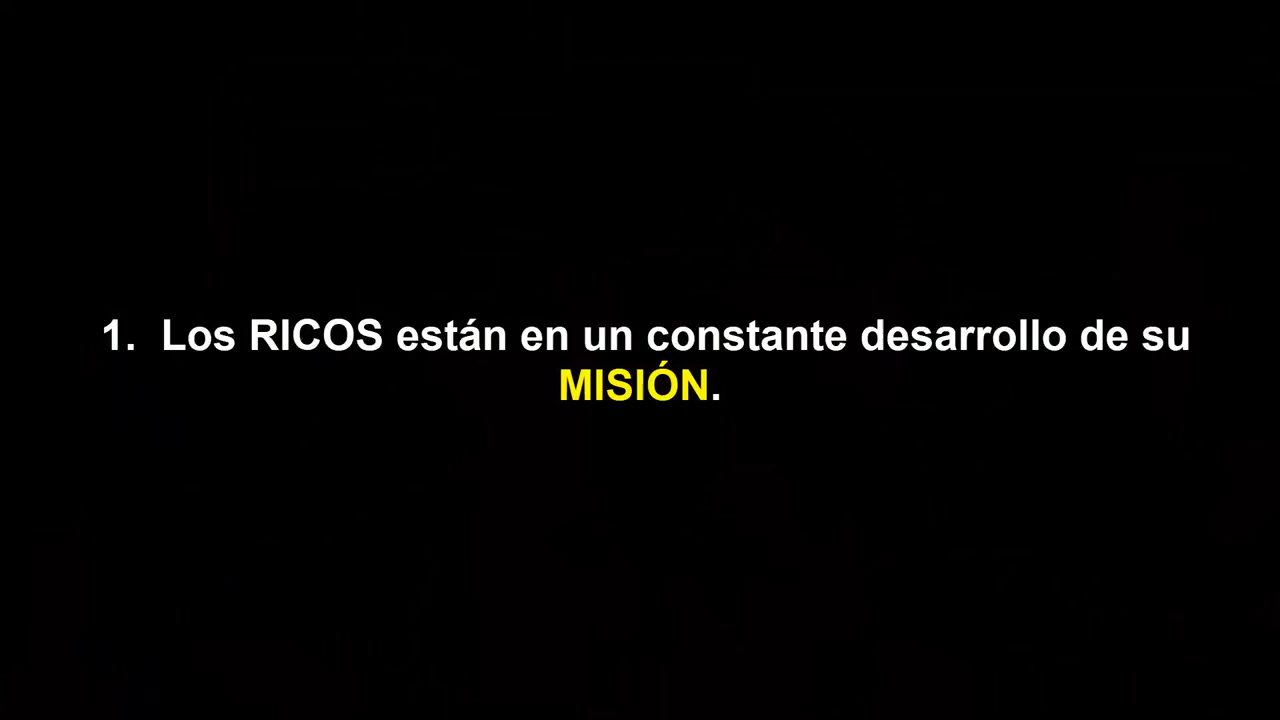 1. Los RICOS están en un constante desarrollo de su
MISIÓN.